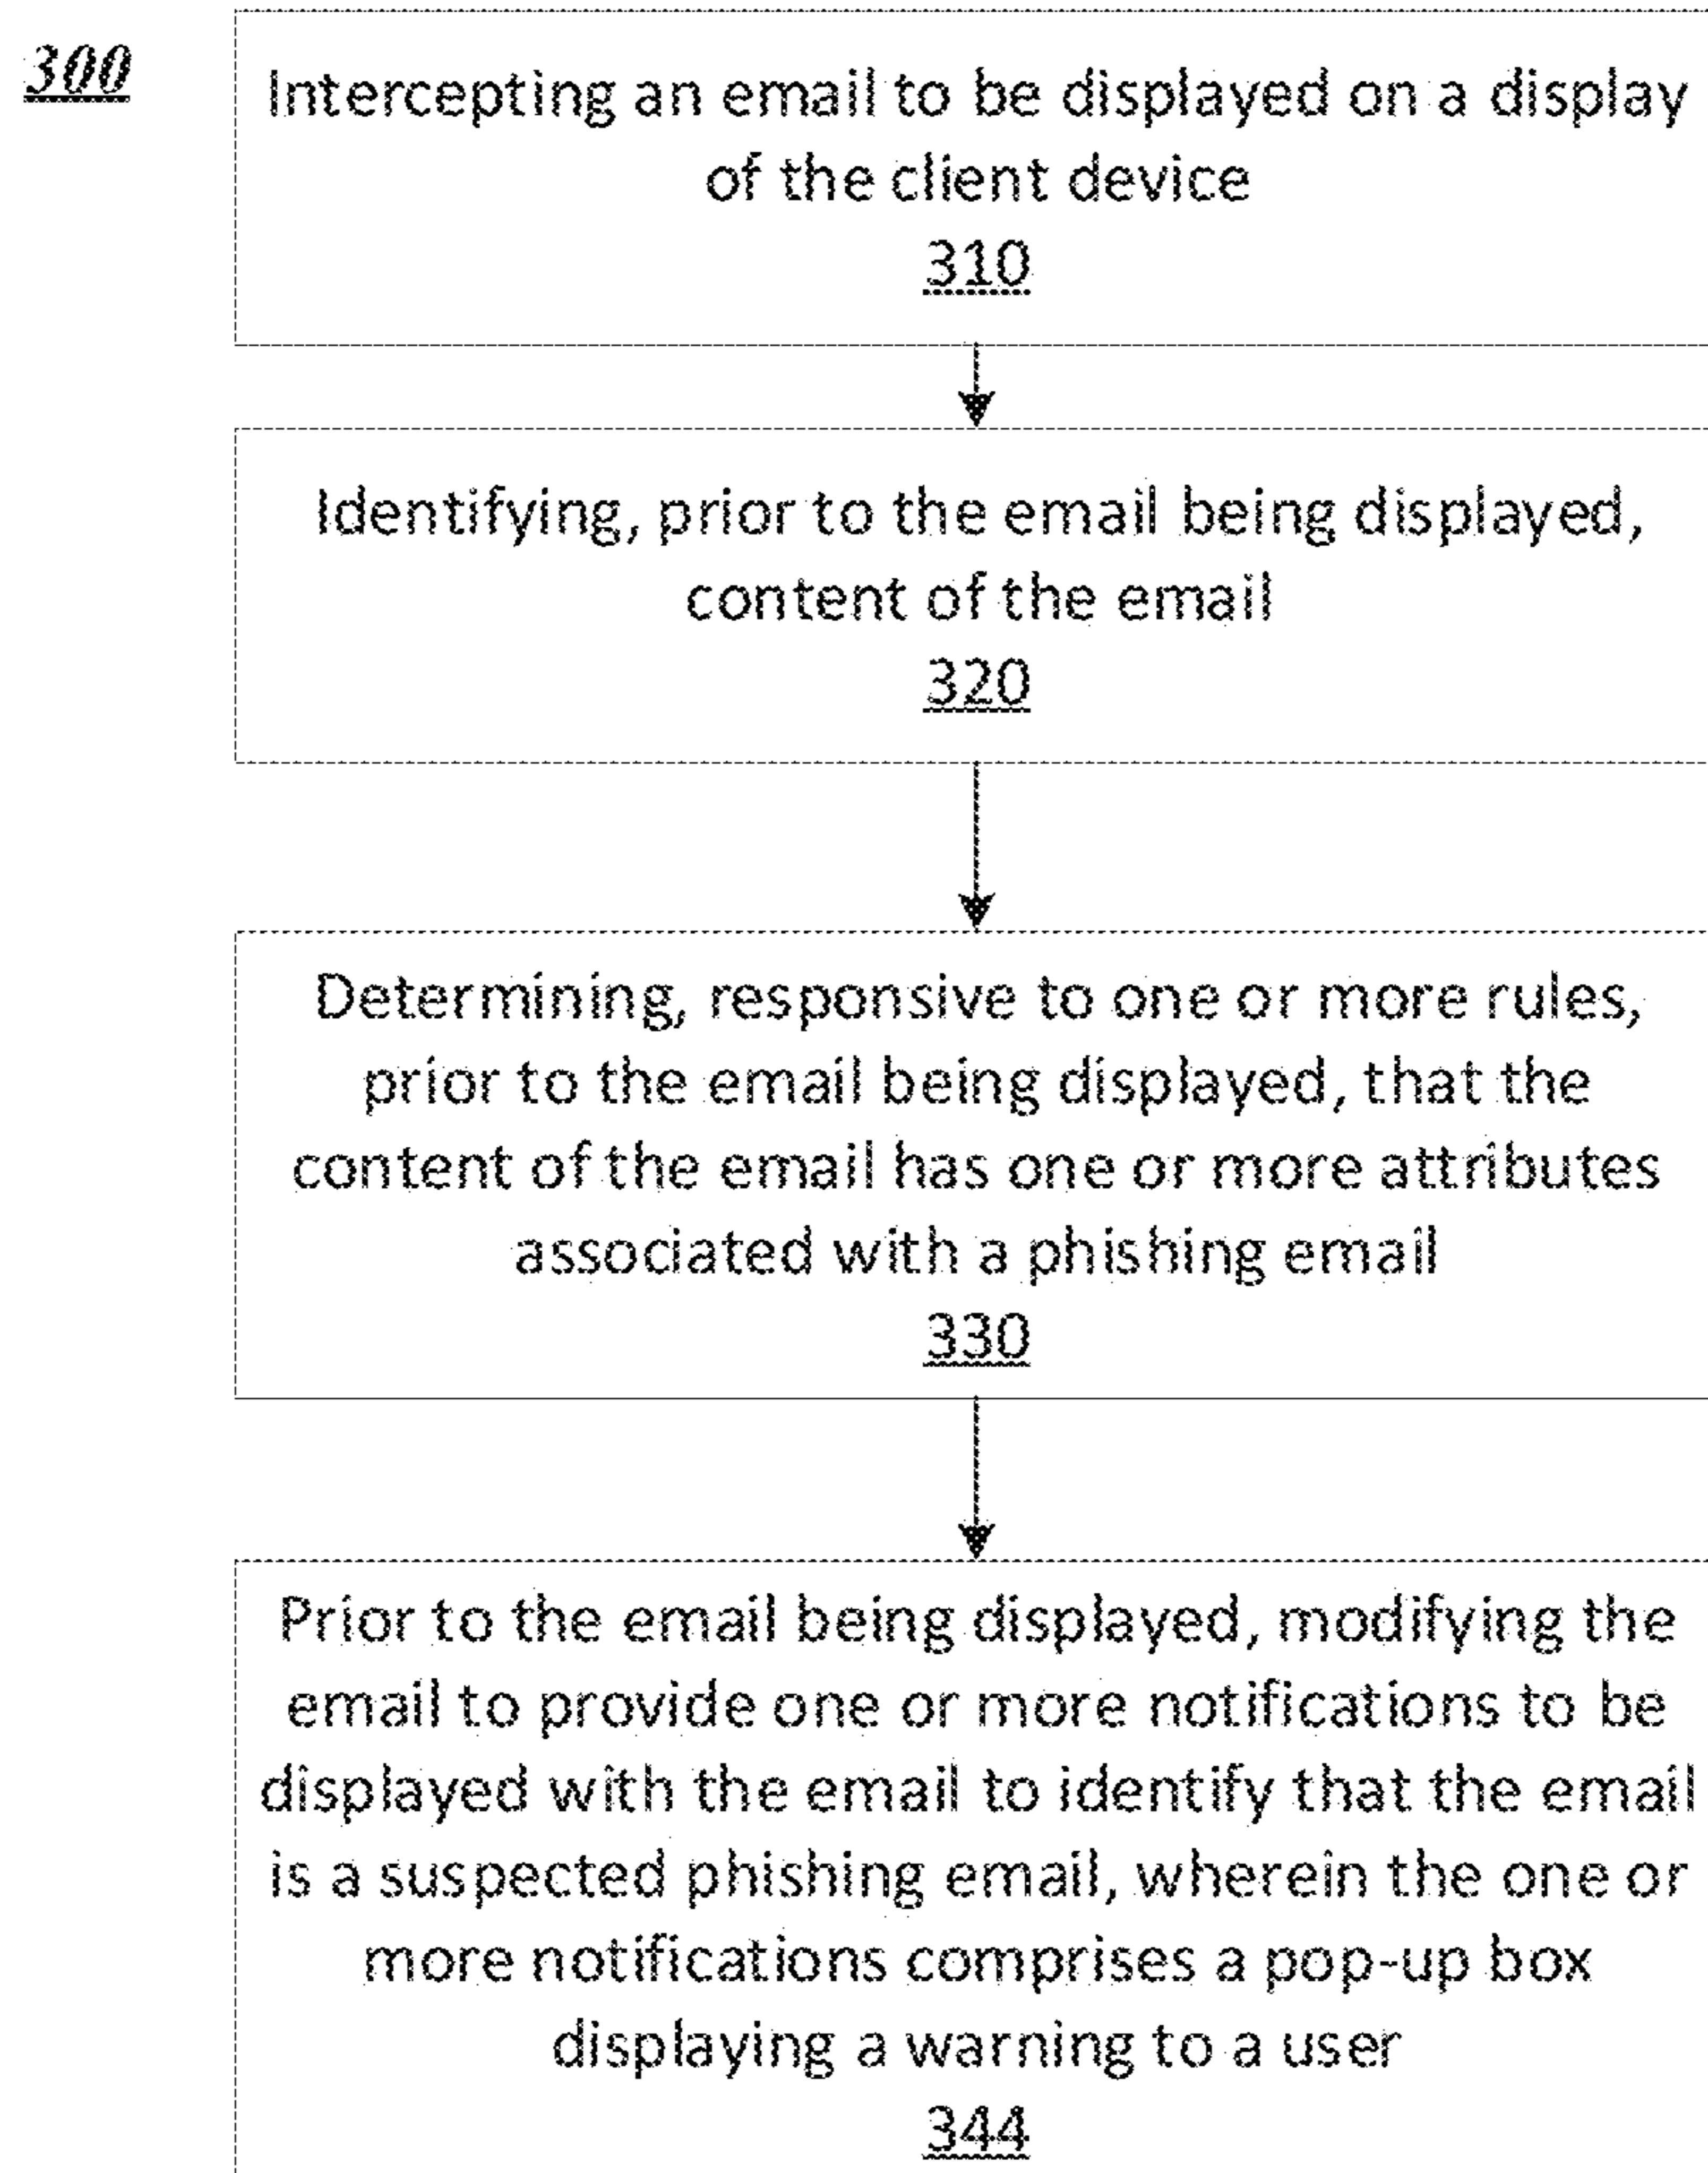 300
Intercepting an email to be displayed on a display
of the client device
310
Identifying, prior to the email being displayed,
content of the email
320
Determining, responsive to one or more rules,
prior to the email being displayed, that the
content of the email has one or more attributes
associated with a phishing email
330
Prior to the email being displayed, modifying the
email to provide one or more notifications to be
displayed with the email to identify that the email
is a suspected phishing email, wherein the one or
more notifications comprises a pop-up box
displaying a warning to a user
344